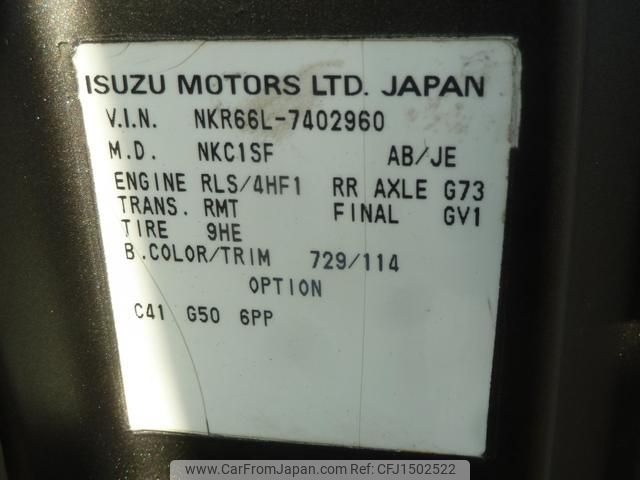 ISUZU MOTORS LTD. JAPAN
V.I.N. NKR66L-7402960
M.D. NKC1SF AB/JE
ENGINE RLS/4HF1 RR AXLE G73
TRANS. RMT FINAL GV1
TIRE 9HE
B.COLOR/TRIM 729/114
OPTION
C41 G50 6PP
www.CarFromJapan.com | CFJ1502522